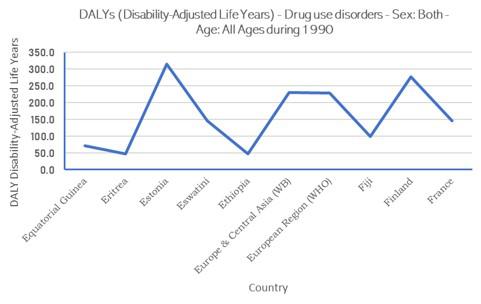 DALYs (Disability-Adjusted Life Years) - Drug use disorders - Sex: Both -
Age: All Ages during 1990
DALY Disability-Adjusted Life Years
350.0
300.0
250.0
200.0
150.0
100.0
50.0
0.0
Equatorial Guinea
Eritrea
Estonia
Eswatini
Ethiopia
Europe & Central Asia (WB)
European Region (WHO)
Fiji
Finland
France
Country